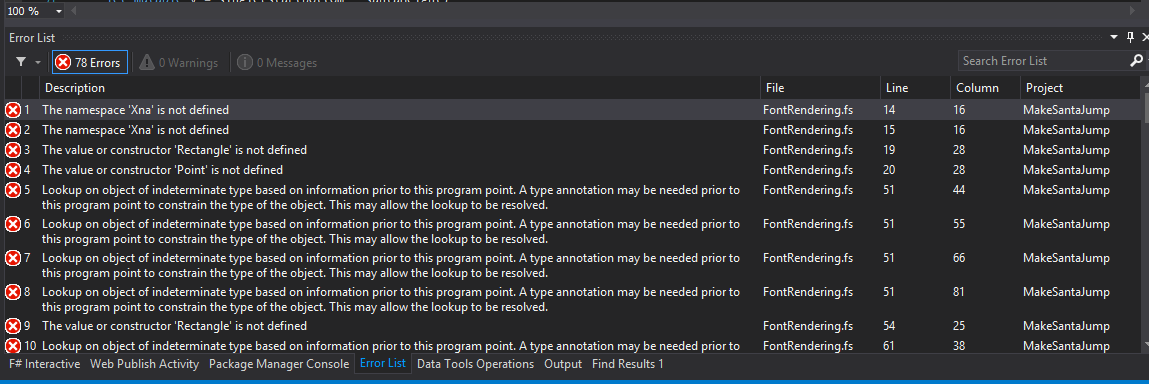 100 %
Error List
78 Errors 0 Warnings 0 Messages Search Error List
Description File Line Column Project
1 The namespace 'Xna' is not defined FontRendering.fs 14 16 MakeSantaJump
2 The namespace 'Xna' is not defined FontRendering.fs 15 16 MakeSantaJump
3 The value or constructor 'Rectangle' is not defined FontRendering.fs 19 28 MakeSantaJump
4 The value or constructor 'Point' is not defined FontRendering.fs 20 28 MakeSantaJump
5 Lookup on object of indeterminate type based on information prior to this program point. A type annotation may be needed prior to FontRendering.fs 51 44 MakeSantaJump
this program point to constrain the type of the object. This may allow the lookup to be resolved.
6 Lookup on object of indeterminate type based on information prior to this program point. A type annotation may be needed prior to FontRendering.fs 51 55 MakeSantaJump
this program point to constrain the type of the object. This may allow the lookup to be resolved.
7 Lookup on object of indeterminate type based on information prior to this program point. A type annotation may be needed prior to FontRendering.fs 51 66 MakeSantaJump
this program point to constrain the type of the object. This may allow the lookup to be resolved.
8 Lookup on object of indeterminate type based on information prior to this program point. A type annotation may be needed prior to FontRendering.fs 51 81 MakeSantaJump
this program point to constrain the type of the object. This may allow the lookup to be resolved.
9 The value or constructor 'Rectangle' is not defined FontRendering.fs 54 25 MakeSantaJump
10 Lookup on object of indeterminate type based on information prior to this program point. A type annotation may be needed prior to FontRendering.fs 61 38 MakeSantaJump
F# Interactive Web Publish Activity Package Manager Console Error List Data Tools Operations Output Find Results 1